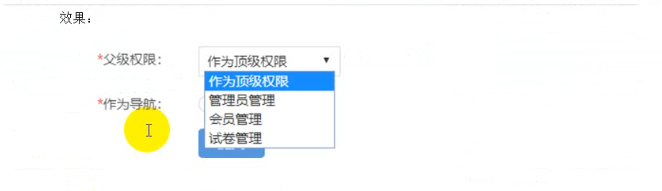 效果:
*父级权限： 作为顶级权限
作为顶级权限
*作为导航： 管理员管理
会员管理
试卷管理